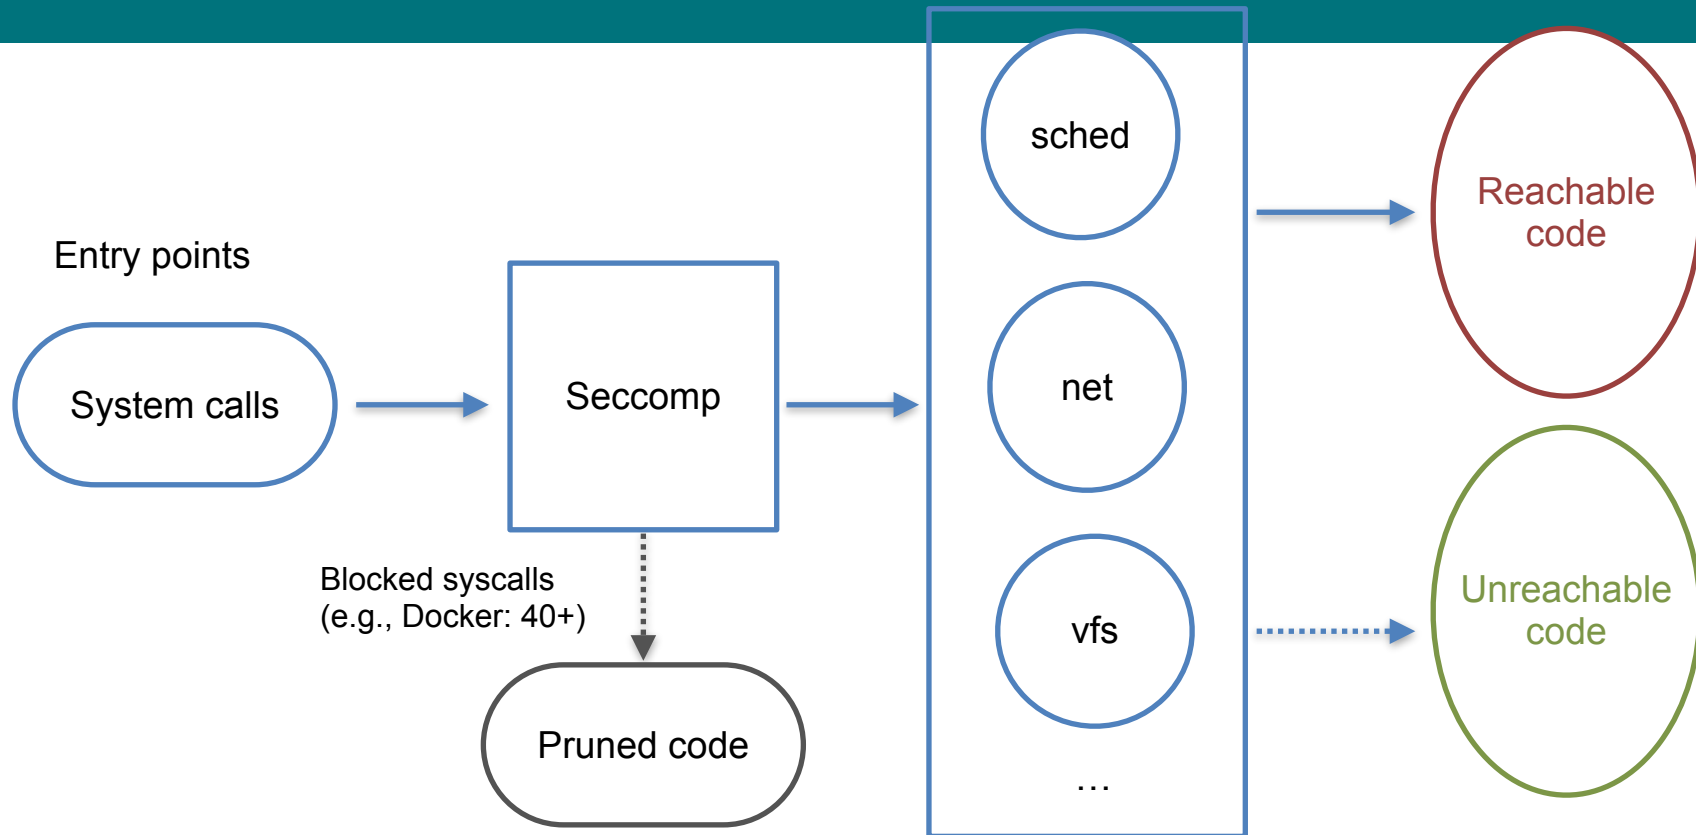 Entry points
System calls
Seccomp
Blocked syscalls
(e.g., Docker: 40+)
Pruned code
sched
net
vfs
…
Reachable
code
Unreachable
code